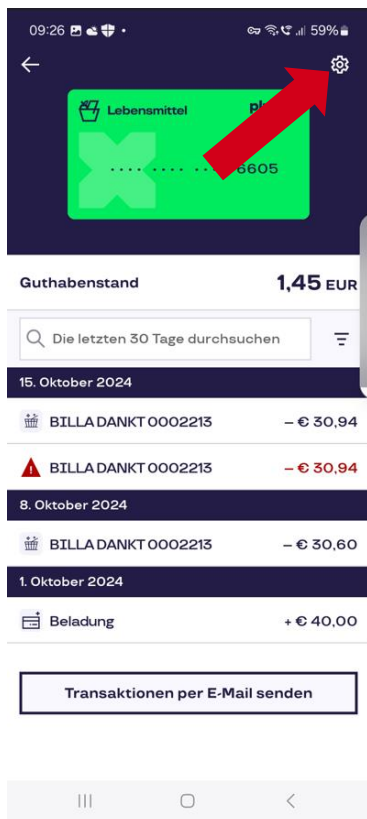 09:26 59%
Lebensmittel
6605
Guthabenstand 1,45 EUR
Die letzten 30 Tage durchsuchen
15. Oktober 2024
BILLA DANKT 0002213 – € 30,94
BILLA DANKT 0002213 – € 30,94
8. Oktober 2024
BILLA DANKT 0002213 – € 30,60
1. Oktober 2024
Beladung + € 40,00
Transaktionen per E-Mail senden